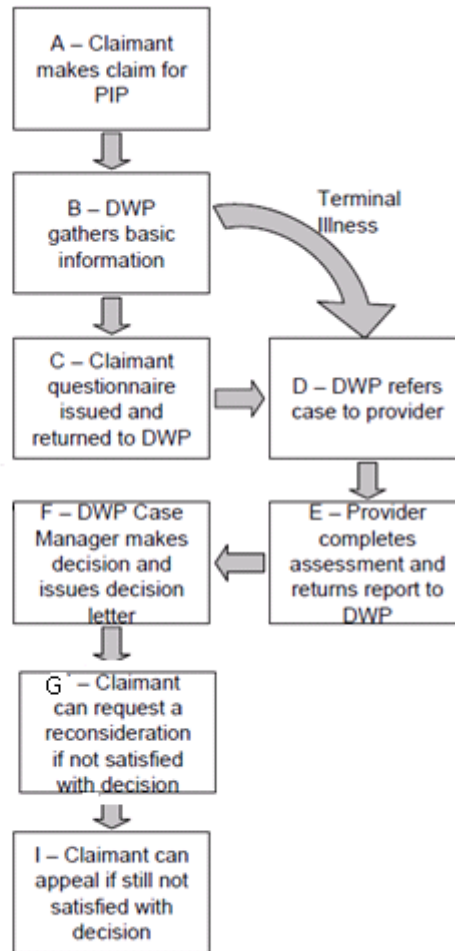 A – Claimant
makes claim for
PIP
B – DWP
gathers basic
information
Terminal
Illness
C – Claimant
questionnaire
issued and
returned to DWP
D – DWP refers
case to provider
F – DWP Case
Manager makes
decision and
issues decision
letter
E – Provider
completes
assessment and
returns report to
DWP
G – Claimant
can request a
reconsideration
if not satisfied
with decision
I – Claimant can
appeal if still not
satisfied with
decision